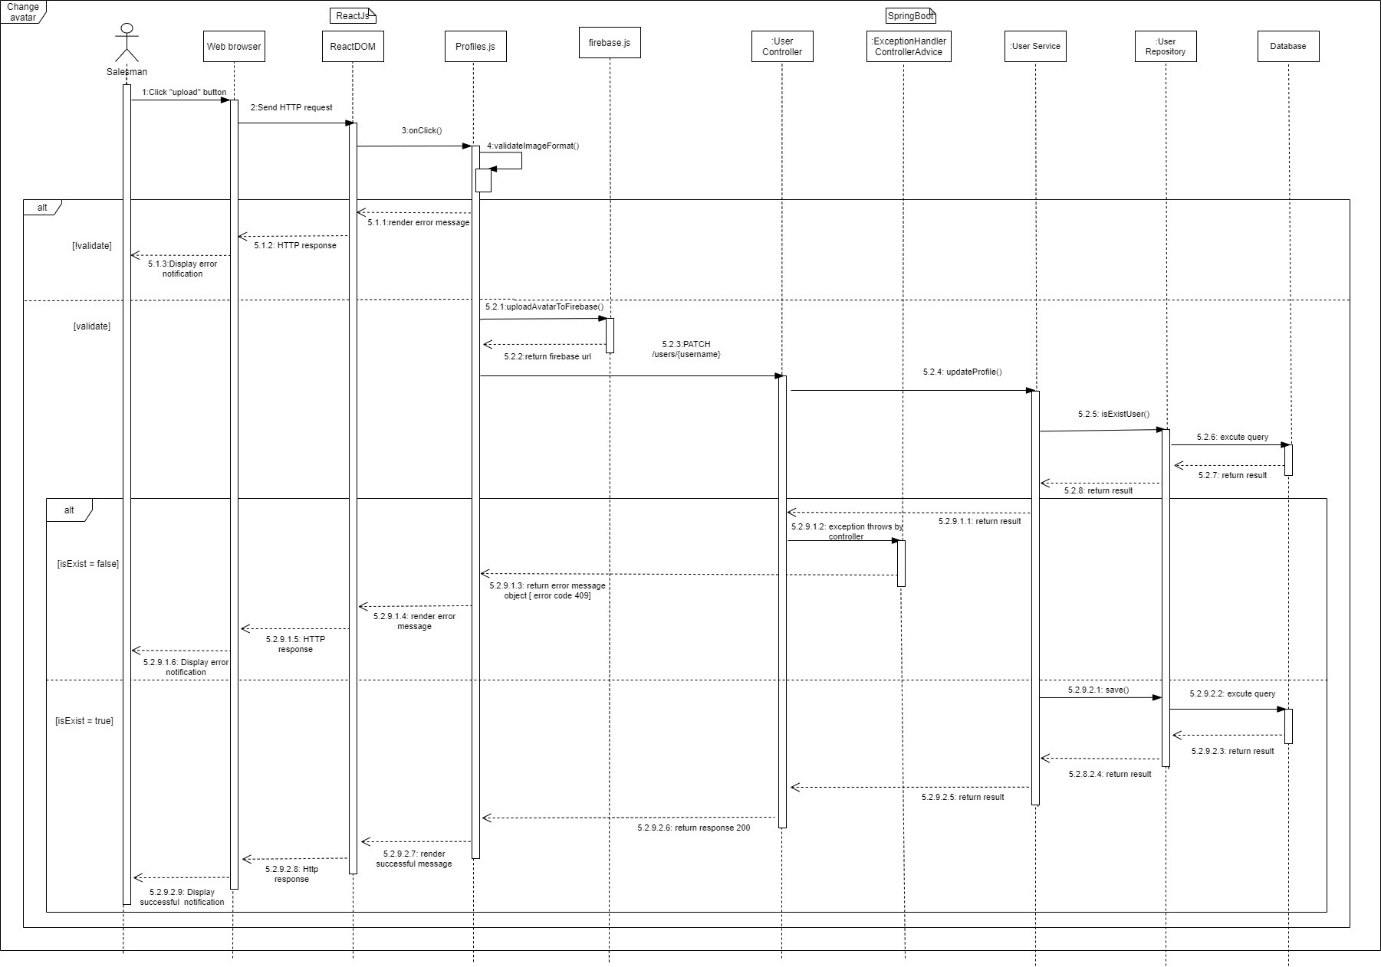 Change
avatar
ReactJs
SpringBoot
Salesman
Web browser
ReactDOM
Profiles.js
firebase.js
:User
Controller
:ExceptionHandler
ControllerAdvice
:User Service
:User
Repository
Database
1:Click "upload" button
2:Send HTTP request
3:onClick()
4:validateImageFormat()
alt
5.1.1:render error message
[!validate]
5.1.2: HTTP response
5.1.3:Display error
notification
5.2.1:uploadAvatarToFirebase()
[validate]
5.2.2:return firebase url
5.2.3:PATCH
/users/{username}
5.2.4: updateProfile()
5.2.5: isExistUser()
5.2.6: excute query
5.2.7: return result
5.2.8: return result
alt
5.2.9.1.1: return result
5.2.9.1.2: exception throws by
controller
[isExist = false]
5.2.9.1.3: return error message
object [ error code 409]
5.2.9.1.4: render error
message
5.2.9.1.5: HTTP
response
5.2.9.1.6: Display error
notification
5.2.9.2.1: save()
5.2.9.2.2: excute query
[isExist = true]
5.2.9.2.3: return result
5.2.8.2.4: return result
5.2.9.2.5: return result
5.2.9.2.6: return response 200
5.2.9.2.7: render
successful message
5.2.9.2.8: Http
response
5.2.9.2.9: Display
successful notification